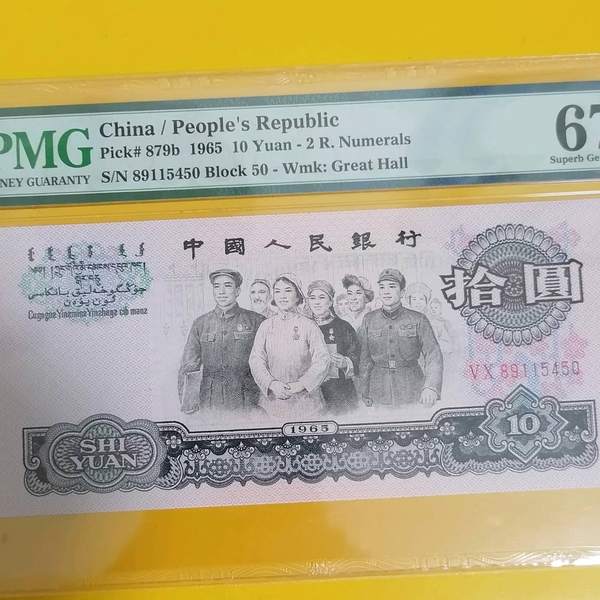 PMG
NEY GUARANTY
China / People's Republic
Pick# 879b 1965 10 Yuan - 2 R. Numerals
S/N 89115450 Block 50 - Wmk: Great Hall
67
Superb Ge
中國人民銀行
拾圓
VX 89115450
1965
SHI
YUAN
10